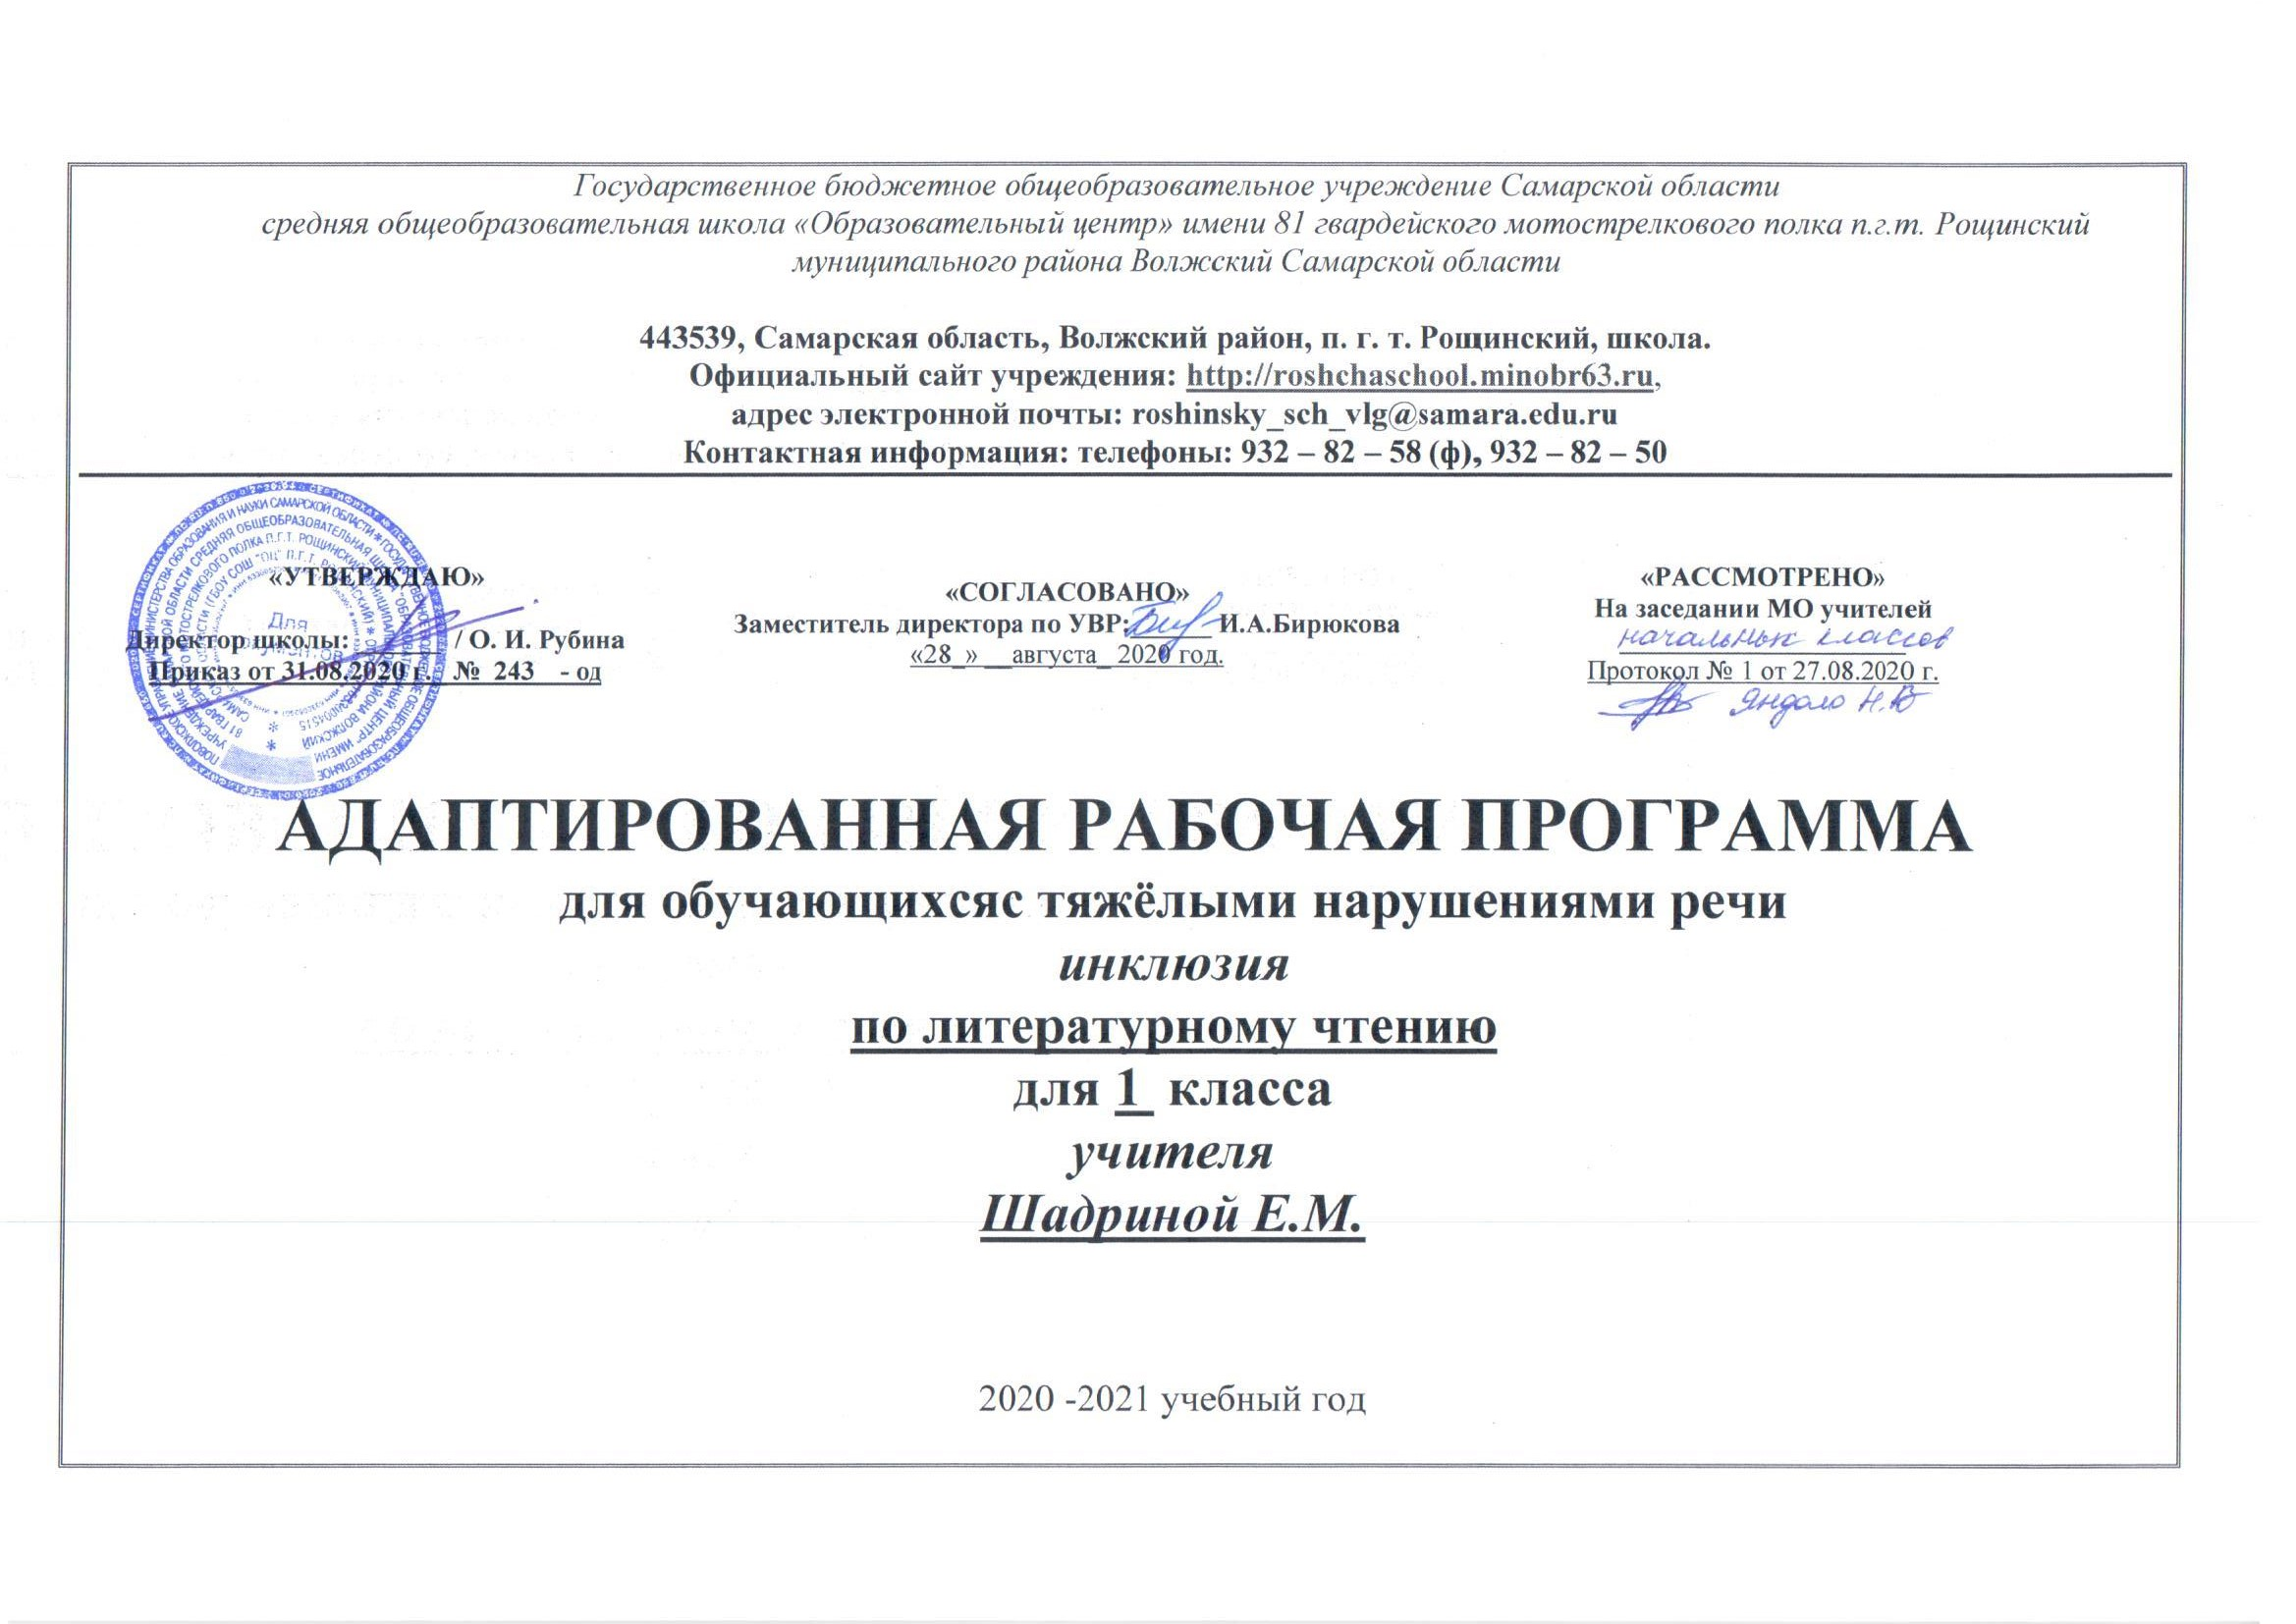 Государственное бюджетное общеобразовательное учреждение Самарской области
средняя общеобразовательная школа «Образовательный центр» имени 81 гвардейского мотострелкового полка п.г.т. Рощинский
муниципального района Волжский Самарской области
443539, Самарская область, Волжский район, п. г. т. Рощинский, школа.
Официальный сайт учреждения: http://roshchaschool.minobr63.ru,
адрес электронной почты: roshinsky_sch_vlg@samara.edu.ru
Контактная информация: телефоны: 932 – 82 – 58 (ф), 932 – 82 – 50
«УТВЕРЖДАЮ»
Директор школы: ________ / О. И. Рубина
Приказ от 31.08.2020 г. № 243 - од
Для
«СОГЛАСОВАНО»
Заместитель директора по УВР:______ И.А.Бирюкова
«28_» __августа_ 2020 год.
«РАССМОТРЕНО»
На заседании МО учителей
начальных классов
Протокол № 1 от 27.08.2020 г.
Яндало Н.В
АДАПТИРОВАННАЯ РАБОЧАЯ ПРОГРАММА
для обучающихсяс тяжёлыми нарушениями речи
инклюзия
по литературному чтению
для 1 класса
учителя
Шадриной Е.М.
2020 -2021 учебный год